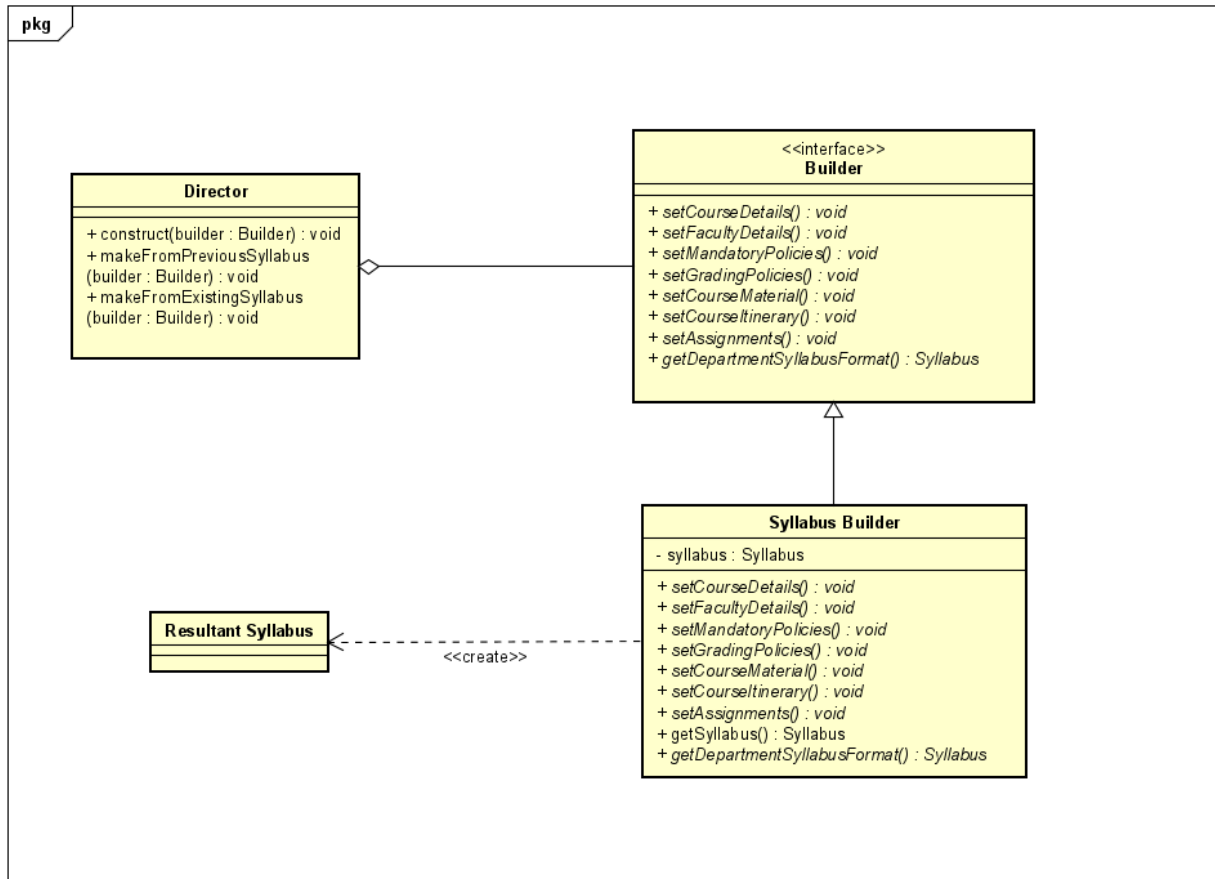 pkg
Director
+ construct(builder : Builder) : void
+ makeFromPreviousSyllabus
(builder : Builder) : void
+ makeFromExistingSyllabus
(builder : Builder) : void
<<interface>>
Builder
+ setCourseDetails() : void
+ setFacultyDetails() : void
+ setMandatoryPolicies() : void
+ setGradingPolicies() : void
+ setCourseMaterial() : void
+ setCourseItinerary() : void
+ setAssignments() : void
+ getDepartmentSyllabusFormat() : Syllabus
Syllabus Builder
- syllabus : Syllabus
+ setCourseDetails() : void
+ setFacultyDetails() : void
+ setMandatoryPolicies() : void
+ setGradingPolicies() : void
+ setCourseMaterial() : void
+ setCourseItinerary() : void
+ setAssignments() : void
+ getSyllabus() : Syllabus
+ getDepartmentSyllabusFormat() : Syllabus
Resultant Syllabus
<<create>>